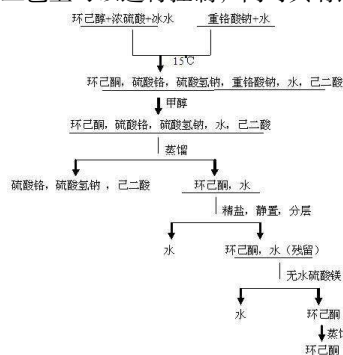 环己醇+浓硫酸+冰水 重铬酸钠+水
15℃
环己酮，硫酸铬，硫酸氢钠，重铬酸钠，水，己二酸
甲醇
环己酮，硫酸铬，硫酸氢钠，水，己二酸
蒸馏
硫酸铬，硫酸氢钠，己二酸 环己酮，水
精盐，静置，分层
水 环己酮，水（残留）
无水硫酸镁
水 环己酮
蒸馏
环己酮